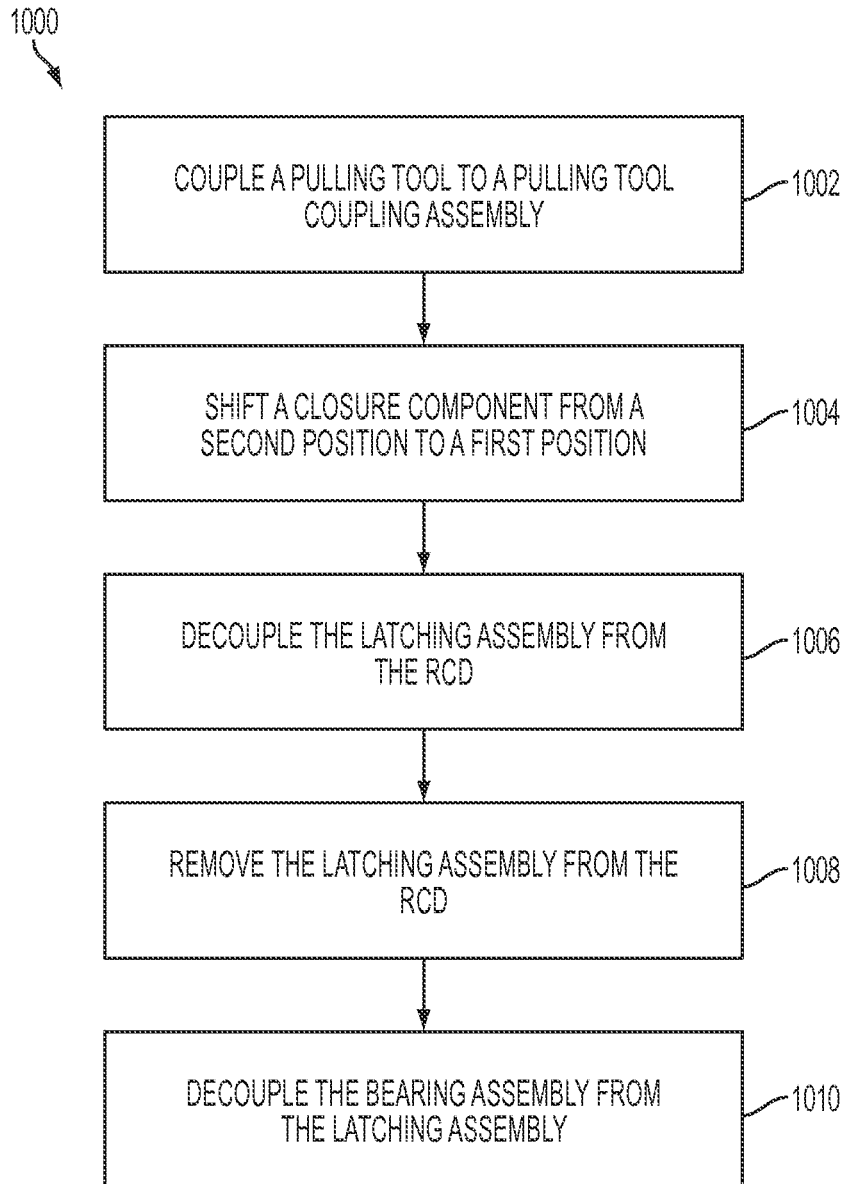 1000
COUPLE A PULLING TOOL TO A PULLING TOOL
COUPLING ASSEMBLY
1002
SHIFT A CLOSURE COMPONENT FROM A
SECOND POSITION TO A FIRST POSITION
1004
DECOUPLE THE LATCHING ASSEMBLY FROM
THE RCD
1006
REMOVE THE LATCHING ASSEMBLY FROM THE
RCD
1008
DECOUPLE THE BEARING ASSEMBLY FROM
THE LATCHING ASSEMBLY
1010